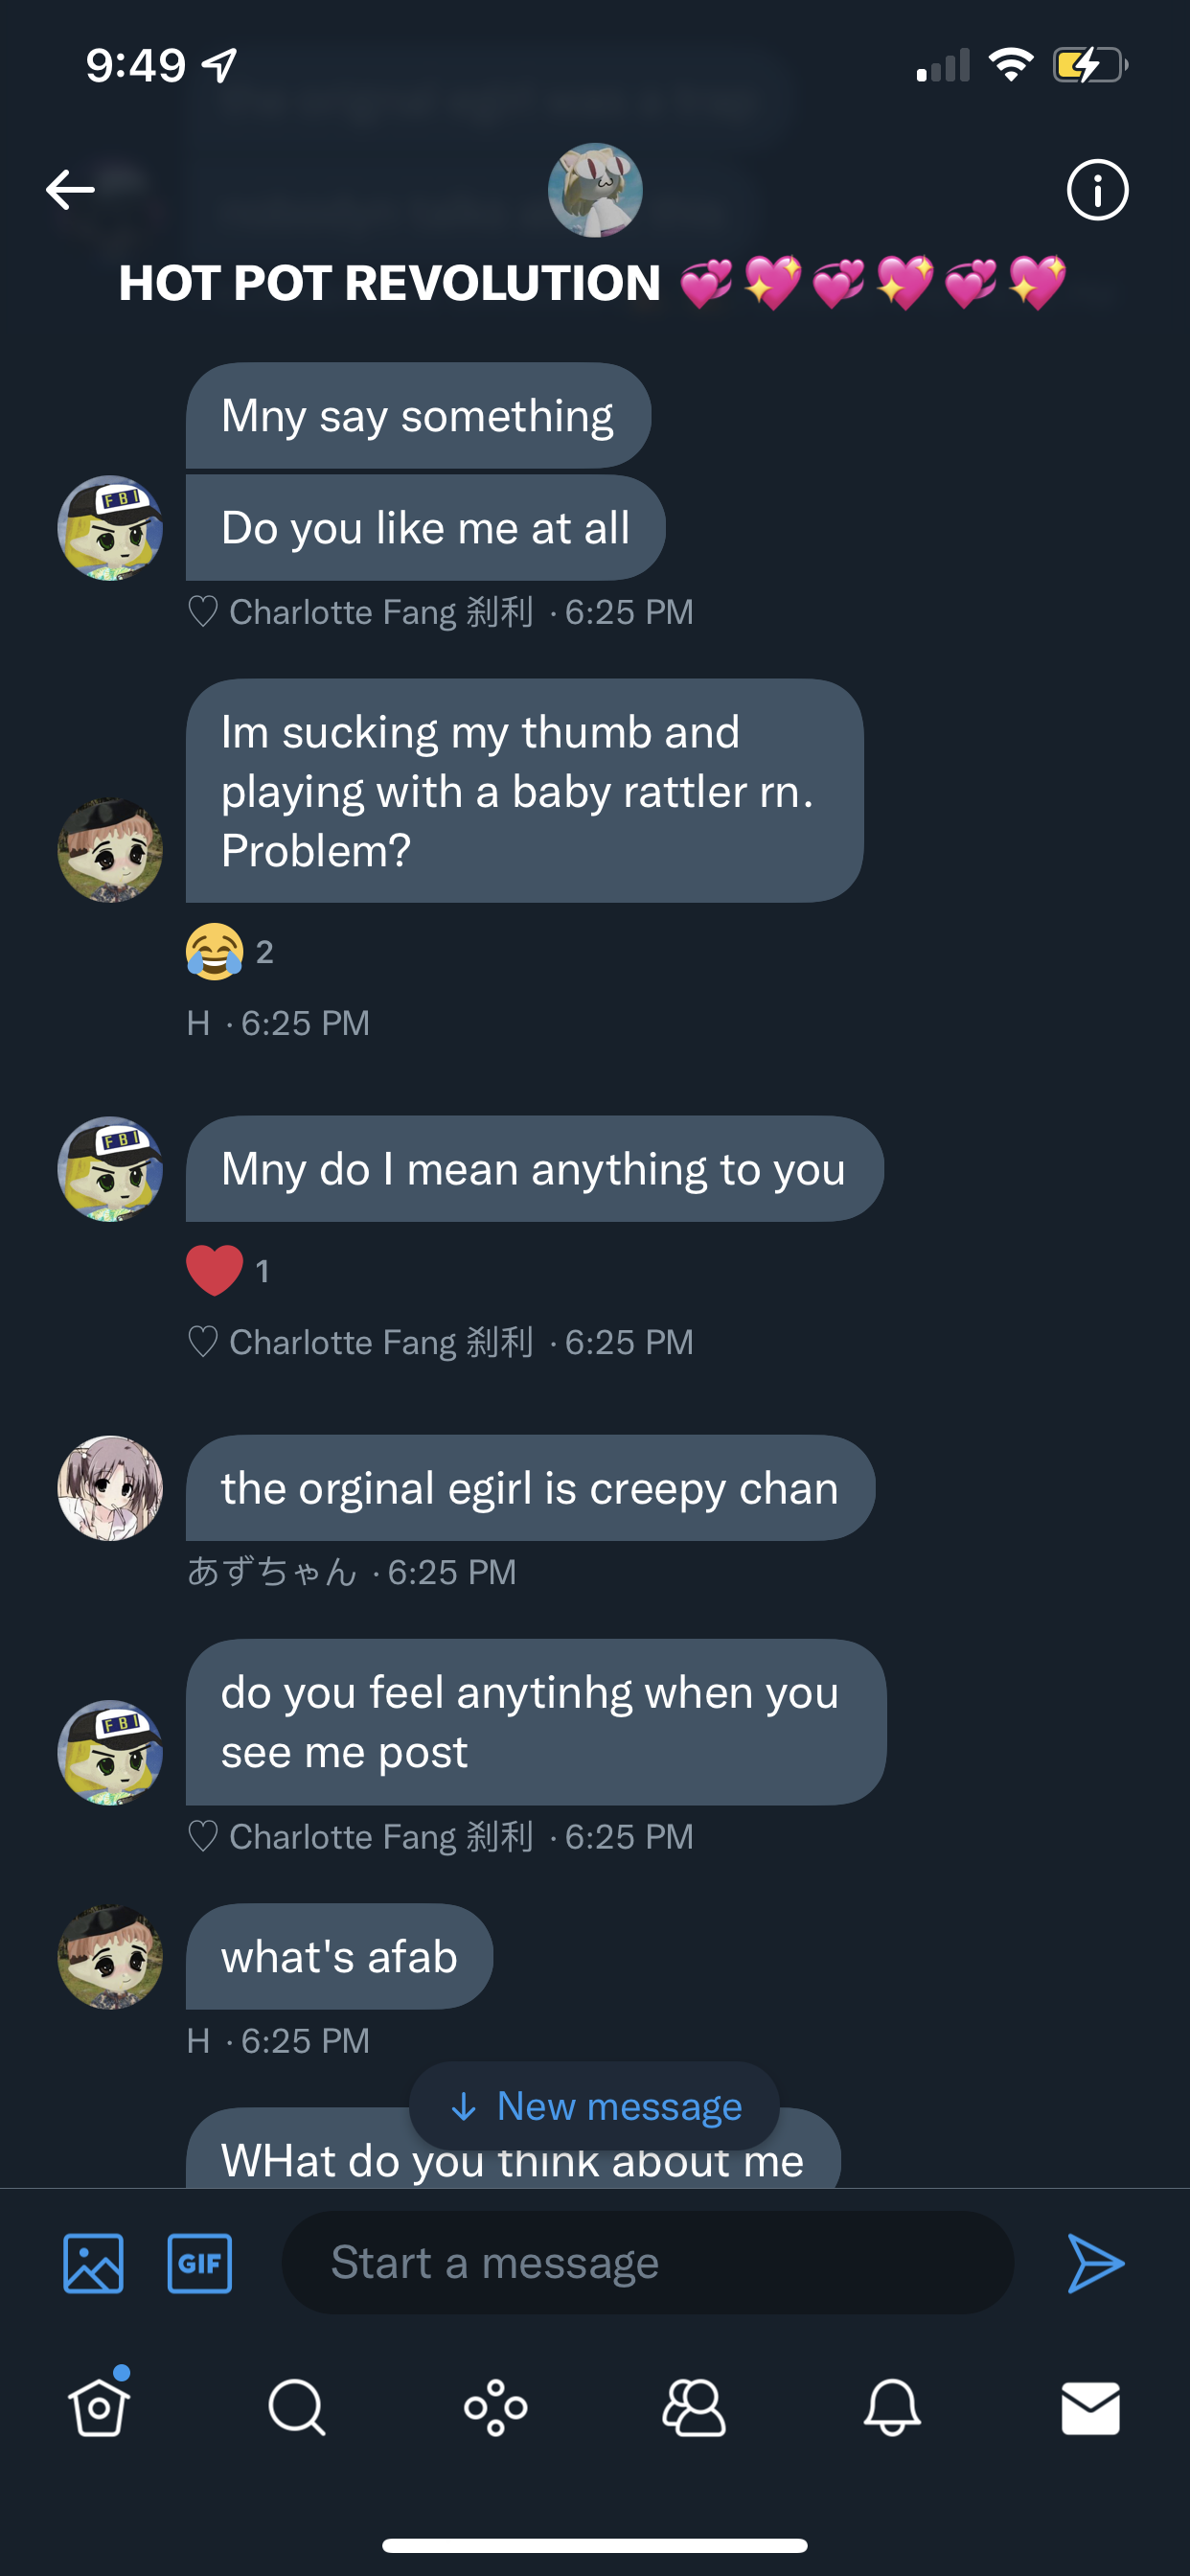 9:49
HOT POT REVOLUTION 💞💖💞💖💞💖
Mny say something
FBI
Do you like me at all
♡ Charlotte Fang 刹利 · 6:25 PM
Im sucking my thumb and
playing with a baby rattler rn.
Problem?
😂 2
H · 6:25 PM
FBI
Mny do I mean anything to you
❤️ 1
♡ Charlotte Fang 刹利 · 6:25 PM
the orginal egirl is creepy chan
あずちゃん · 6:25 PM
do you feel anytinhg when you
see me post
FBI
♡ Charlotte Fang 刹利 · 6:25 PM
what's afab
H · 6:25 PM
↓ New message
WHat do you think about me
GIF
Start a message